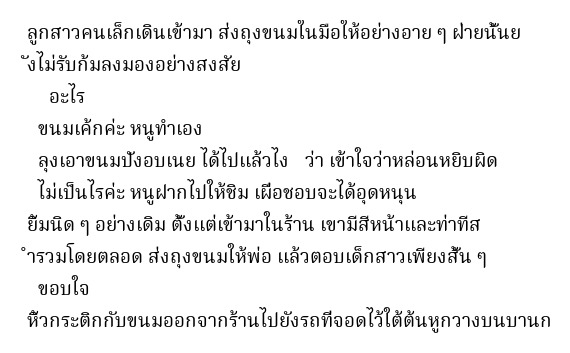 ลูกสาวคนเล็กเดินเข้ามา ส่งถุงขนมในมือให้อย่างอาย ๆ ฝ่ายนั้นย
ังไม่รับก้มลงมองอย่างสงสัย
อะไร
ขนมเค้กค่ะ หนูทำเอง
ลุงเอาขนมปังอบเนย ได้ไปแล้วไง ว่า เข้าใจว่าหล่อนหยิบผิด
ไม่เป็นไรค่ะ หนูฝากไปให้ชิม เผื่อชอบจะได้อุดหนุน
ยิ้มนิด ๆ อย่างเดิม ตั้งแต่เข้ามาในร้าน เขามีสีหน้าและท่าทีส
ำรวมโดยตลอด ส่งถุงขนมให้พ่อ แล้วตอบเด็กสาวเพียงสั้น ๆ
ขอบใจ
หิ้วกระติกกับขนมออกจากร้านไปยังรถที่จอดไว้ใต้ต้นหูกวางบนบานก